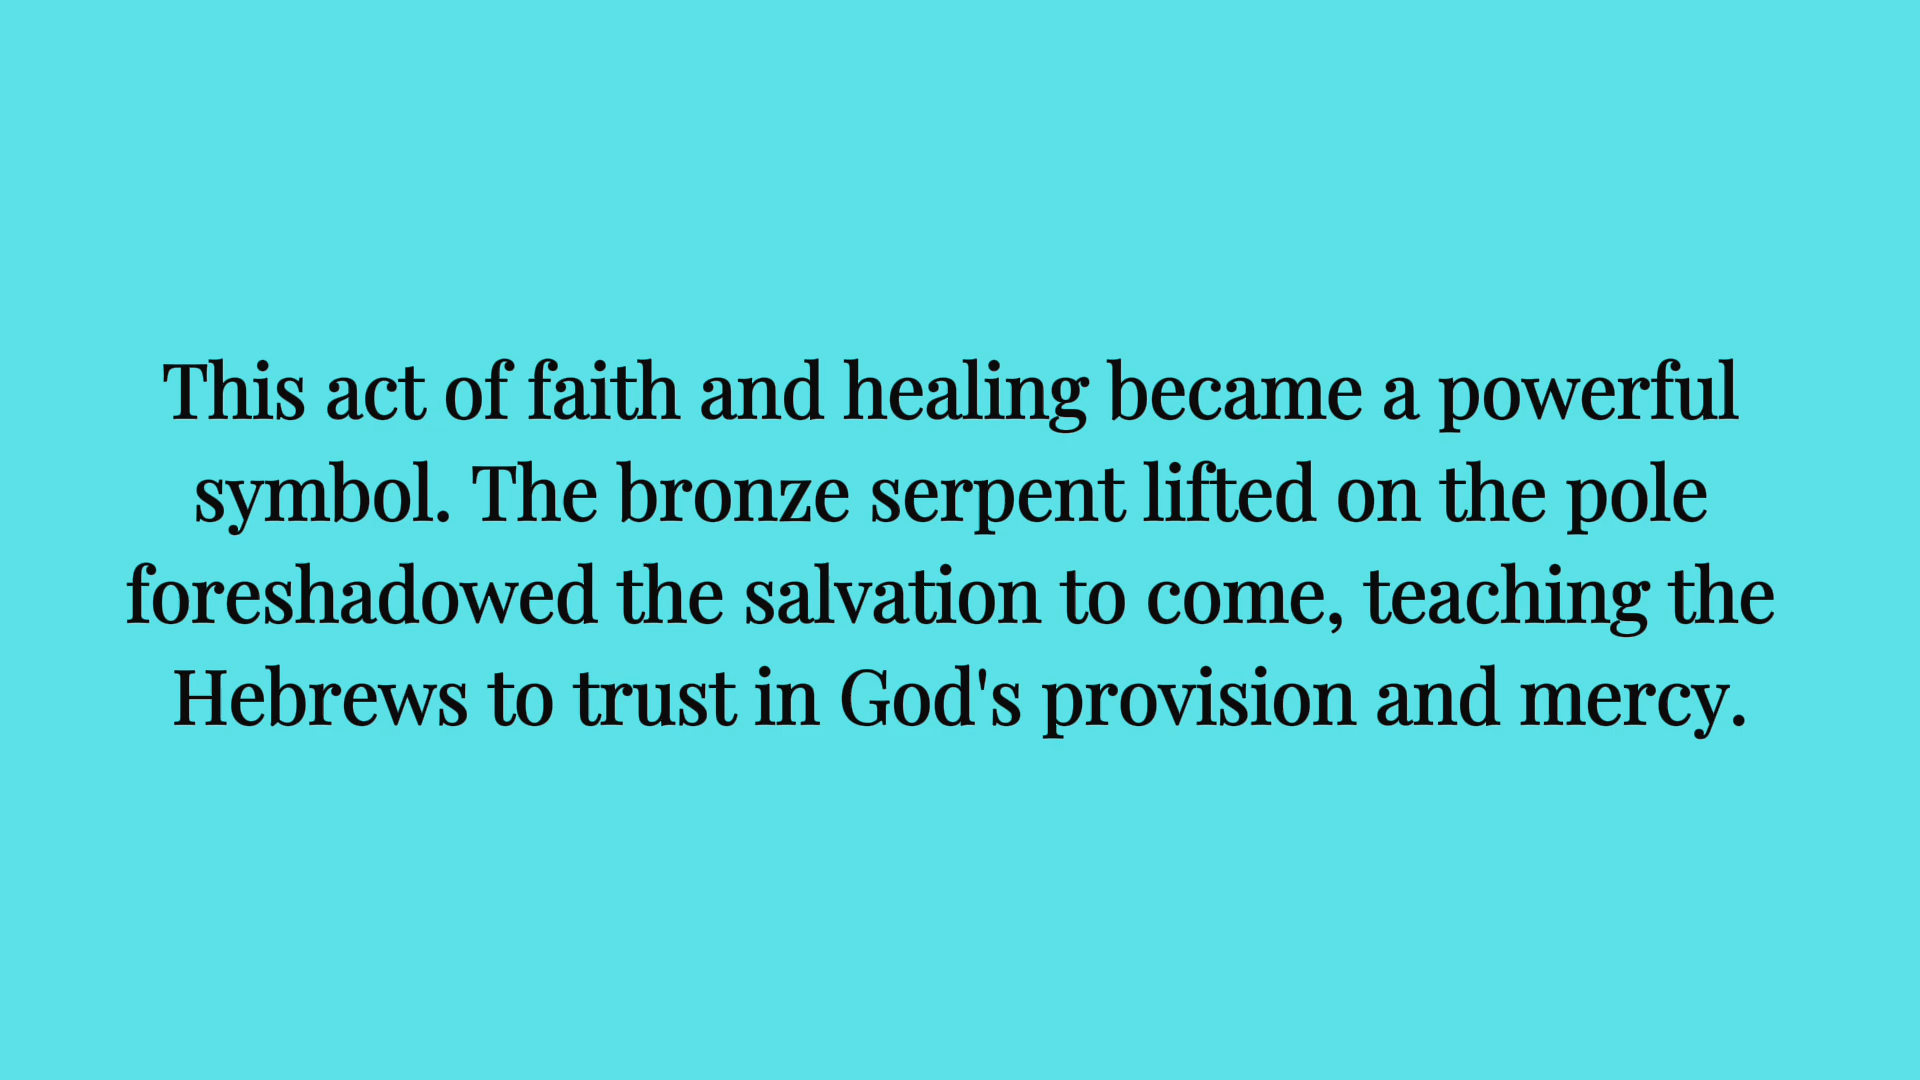 This act of faith and healing became a powerful
symbol. The bronze serpent lifted on the pole
foreshadowed the salvation to come, teaching the
Hebrews to trust in God's provision and mercy.